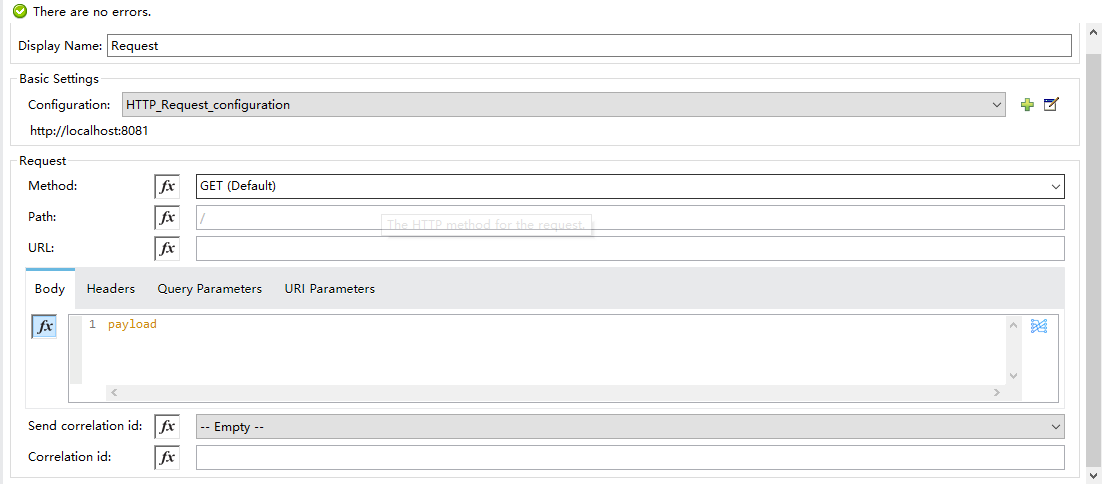 There are no errors.
Display Name: Request
Basic Settings
Configuration: HTTP_Request_configuration
http://localhost:8081
Request
Method: fx GET (Default)
Path: fx /
The HTTP method for the request.
URL: fx
Body Headers Query Parameters URI Parameters
fx 1 payload
Send correlation id: fx -- Empty --
Correlation id: fx